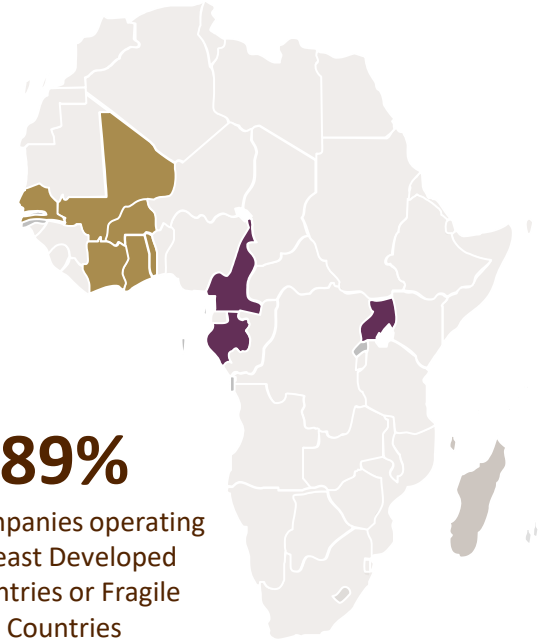 89%
mpanies operating
east Developed
ntries or Fragile
Countries